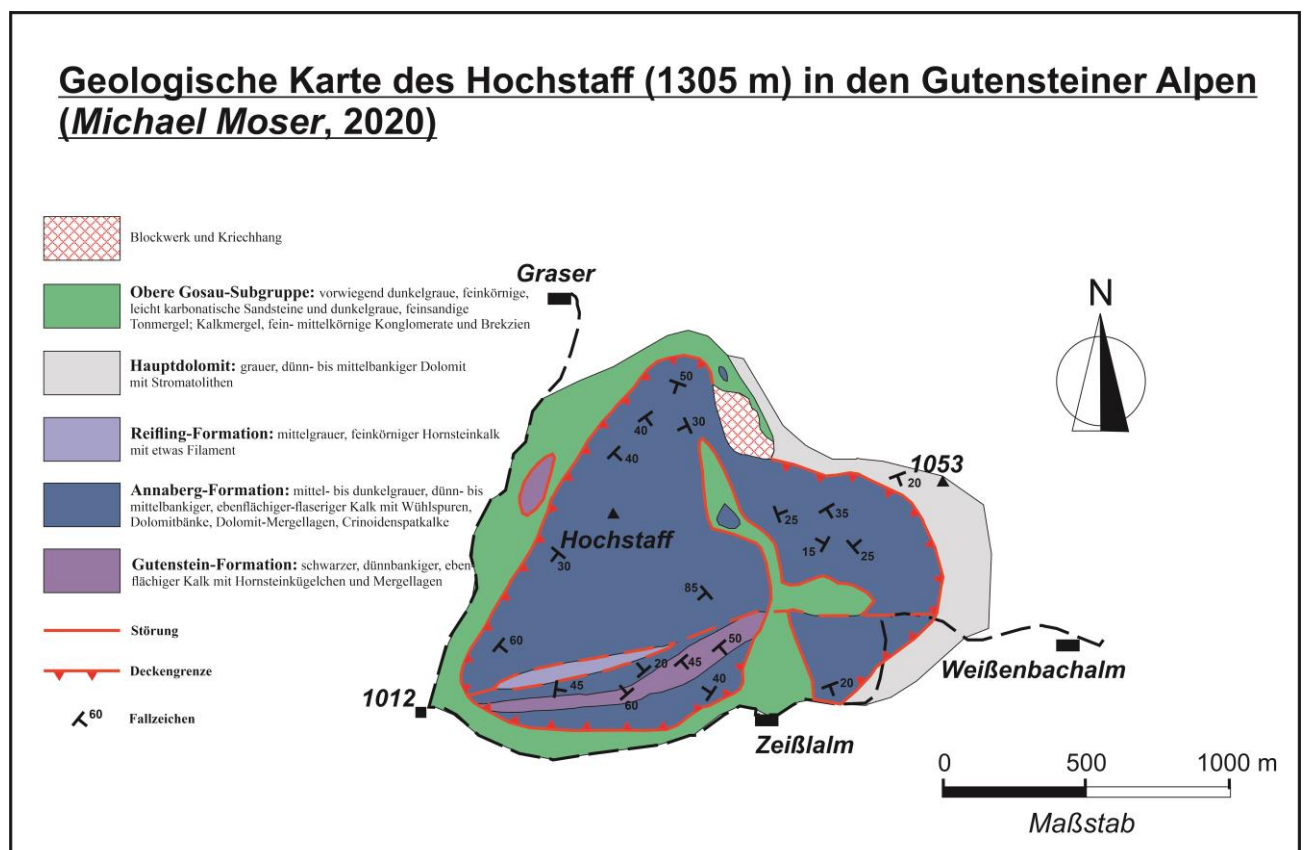 Geologische Karte des Hochstaff (1305 m) in den Gutensteiner Alpen
(Michael Moser, 2020)
Blockwerk und Kriechhang
Obere Gosau-Subgruppe: vorwiegend dunkelgraue, feinkörnige,
leicht karbonatische Sandsteine und dunkelgraue, feinsandige
Tonmergel; Kalkmergel, fein- mittelkörnige Konglomerate und Brekzien
Hauptdolomit: grauer, dünn- bis mittelbankiger Dolomit
mit Stromatolithen
Reifling-Formation: mittelgrauer, feinkörniger Hornsteinkalk
mit etwas Filament
Annaberg-Formation: mittel- bis dunkelgrauer, dünn- bis
mittelbankiger, ebenflächiger-flaseriger Kalk mit Wühlspuren,
Dolomitbänke, Dolomit-Mergellagen, Crinoidenspatkalke
Gutenstein-Formation: schwarzer, dünnbankiger, eben
flächiger Kalk mit Hornsteinkügelchen und Mergellagen
Störung
Deckengrenze
60
Fallzeichen
Graser
N
50
40
30
40
1053
20
Hochstaff
25
35
15
25
30
85
60
50
20
45
45
60
40
20
1012
Weißenbachalm
Zeißlalm
0
500
1000 m
Maßstab